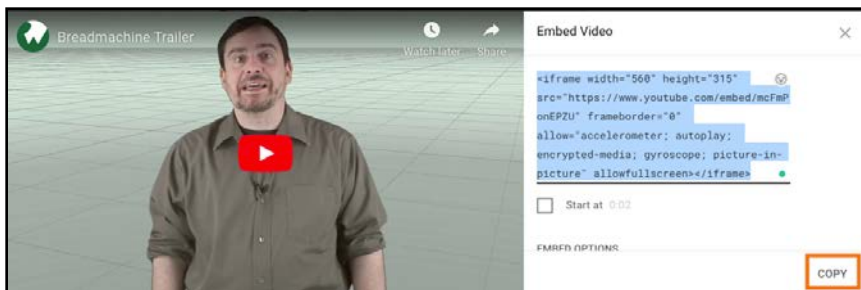 Breadmachine Trailer
Watch later
Share
Embed Video
<iframe width="560" height="315"
src="https://www.youtube.com/embed/mcFmP
onEPZU" frameborder="0"
allow="accelerometer; autoplay;
encrypted-media; gyroscope; picture-in-
picture" allowfullscreen></iframe>
Start at 0:02
EMBED OPTIONS
COPY